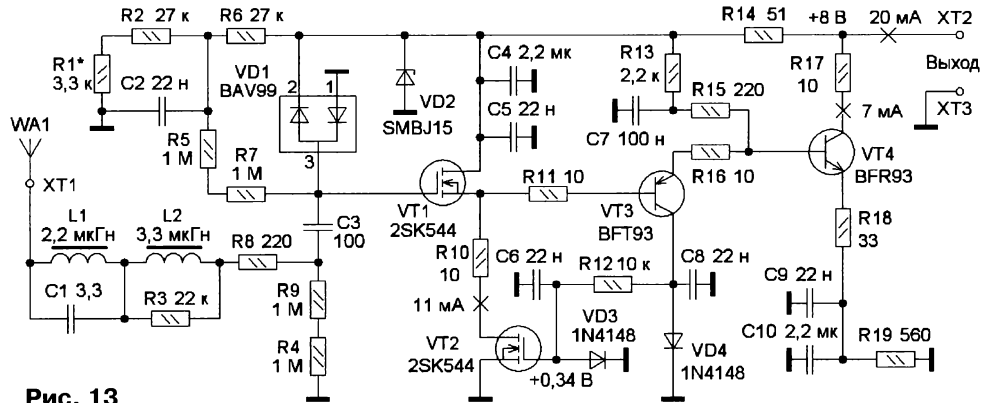 R2 27 к
R6 27 к
R14 51
+8 В
20 мА
XT2
R1*
3,3 к
C2 22 н
VD1
BAV99
2
1
3
C4 2,2 мк
R13
2,2 к
R17
10
Выход
WA1
VD2
SMBJ15
C5 22 н
R15 220
7 мА
XT3
R5
1 М
R7
1 М
C7 100 н
R16 10
VT4
BFR93
XT1
VT1
2SK544
R11 10
VT3
BFT93
R18
33
L1
2,2 мкГн
L2
3,3 мкГн
R8 220
C3
100
R10
10
C6 22 н
R12 10 к
C8 22 н
C1 3,3
R3 22 к
R9
1 М
11 мА
VD3
1N4148
C9 22 н
R4
1 М
VT2
2SK544
+0,34 В
VD4
1N4148
C10 2,2 мк
R19 560
Рис. 13